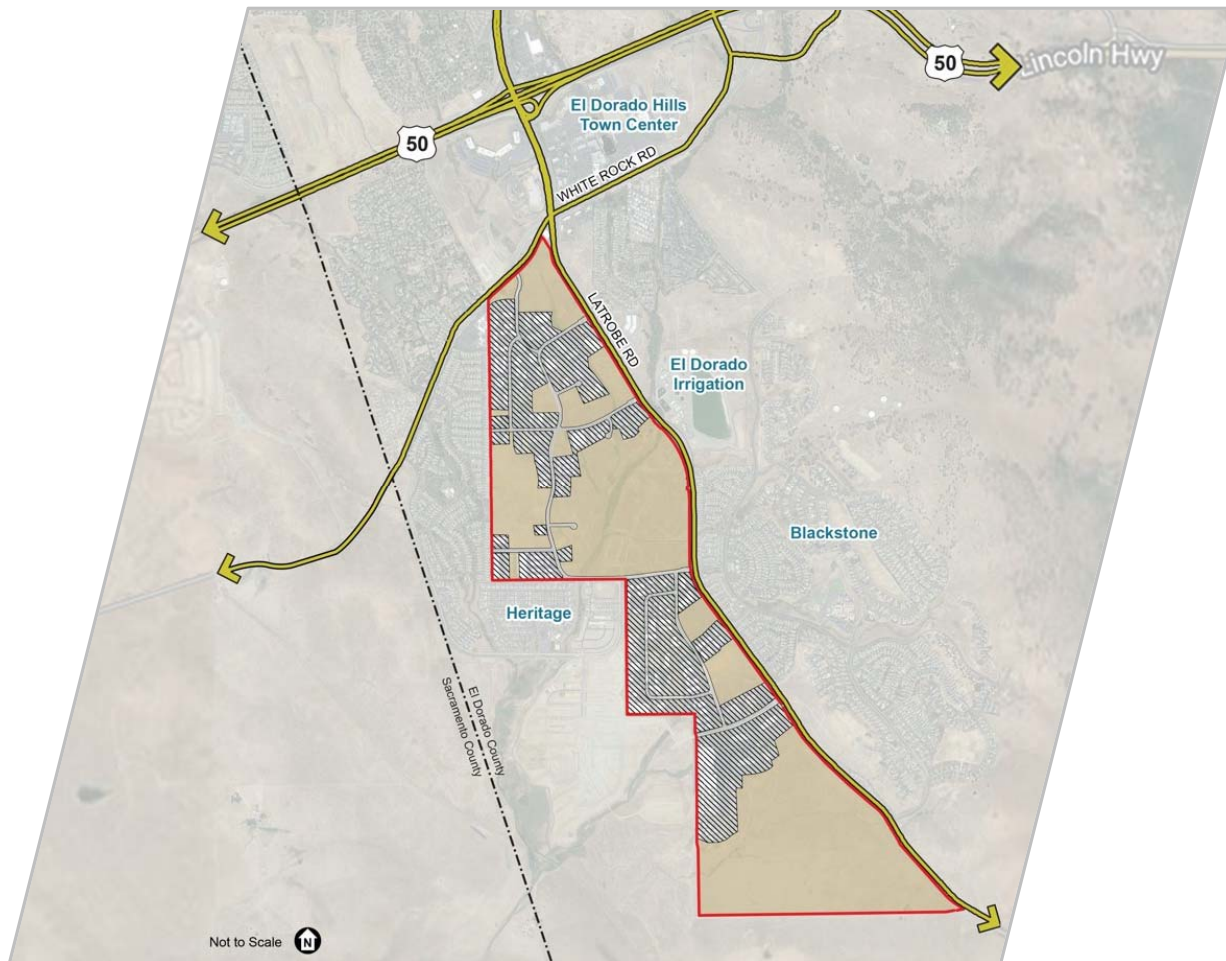 50
Lincoln Hwy
El Dorado Hills
Town Center
50
WHITE ROCK RD
LATROBE RD
El Dorado
Irrigation
Blackstone
Heritage
El Dorado County
Sacramento County
Not to Scale
N